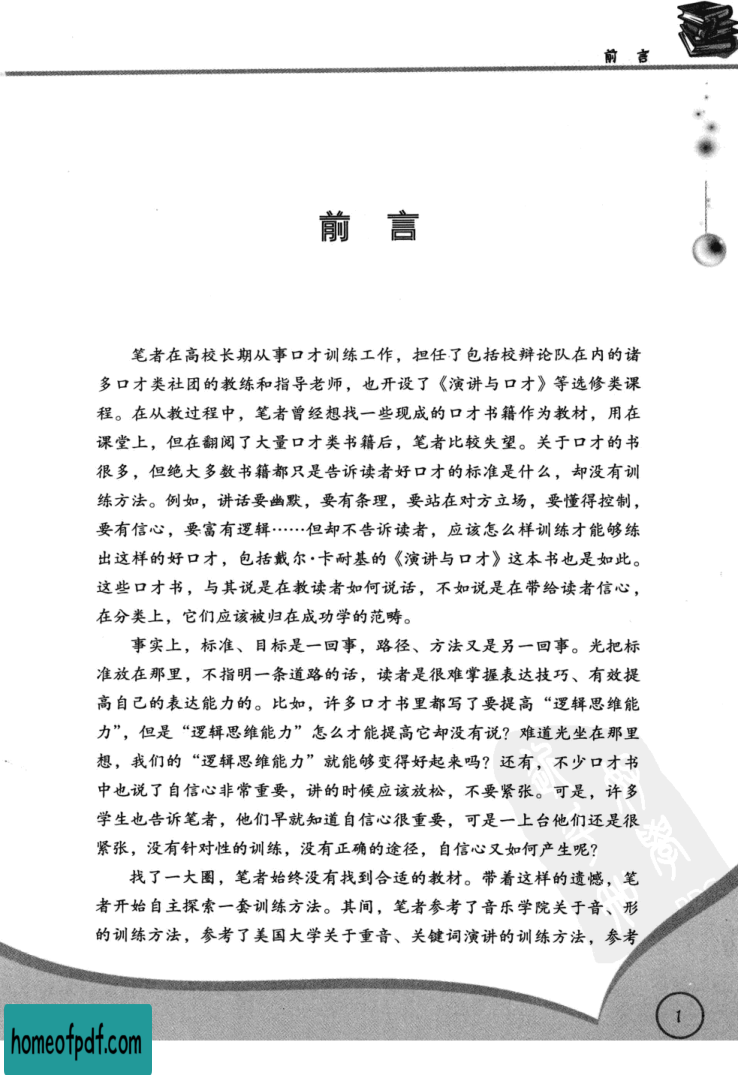 前 言
前 言
笔者在高校长期从事口才训练工作，担任了包括校辩论队在内的诸
多口才类社团的教练和指导老师，也开设了《演讲与口才》等选修类课
程。在从教过程中，笔者曾经想找一些现成的口才书籍作为教材，用在
课堂上，但在翻阅了大量口才类书籍后，笔者比较失望。关于口才的书
很多，但绝大多数书籍都只是告诉读者好口才的标准是什么，却没有训
练方法。例如，讲话要幽默，要有条理，要站在对方立场，要懂得控制，
要有信心，要富有逻辑……但却不告诉读者，应该怎么样训练才能够练
出这样的好口才，包括戴尔·卡耐基的《演讲与口才》这本书也是如此。
这些口才书，与其说是在教读者如何说话，不如说是在带给读者信心，
在分类上，它们应该被归在成功学的范畴。
事实上，标准、目标是一回事，路径、方法又是另一回事。光把标
准放在那里，不指明一条道路的话，读者是很难掌握表达技巧、有效提
高自己的表达能力的。比如，许多口才书里都写了要提高“逻辑思维能
力”，但是“逻辑思维能力”怎么才能提高它却没有说？难道光坐在那里
想，我们的“逻辑思维能力”就能够变得好起来吗？还有，不少口才书
中也说了自信心非常重要，讲的时候应该放松，不要紧张。可是，许多
学生也告诉笔者，他们早就知道自信心很重要，可是一上台他们还是很
紧张，没有针对性的训练，没有正确的途径，自信心又如何产生呢？
找了一大圈，笔者始终没有找到合适的教材。带着这样的遗憾，笔
者开始自主探索一套训练方法。其间，笔者参考了音乐学院关于音、形
的训练方法，参考了美国大学关于重音、关键词演讲的训练方法，参考
1
homeofpdf.com